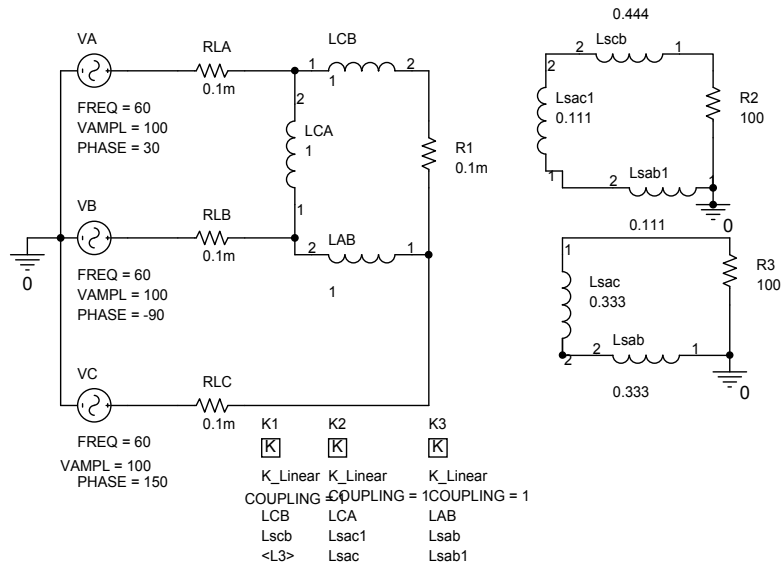 0.444
VA
RLA
LCB
Lscb
1
2
2
1
0.1m
1
2
Lsac1
0.111
R2
100
FREQ = 60
VAMPL = 100
PHASE = 30
2
LCA
1
1
R1
0.1m
1
2
Lsab1
1
0
0.111
VB
RLB
LAB
2
1
0.1m
1
0
FREQ = 60
VAMPL = 100
PHASE = -90
1
Lsac
0.333
R3
100
Lsab
2
2
1
0
0.333
VC
RLC
0.1m
FREQ = 60
VAMPL = 100
PHASE = 150
K1
K2
K3
K
K
K
K_Linear
K_Linear
K_Linear
COUPLING = 1
COUPLING = 1
COUPLING = 1
LCB
LCA
LAB
Lscb
Lsac1
Lsab
<L3>
Lsac
Lsab1